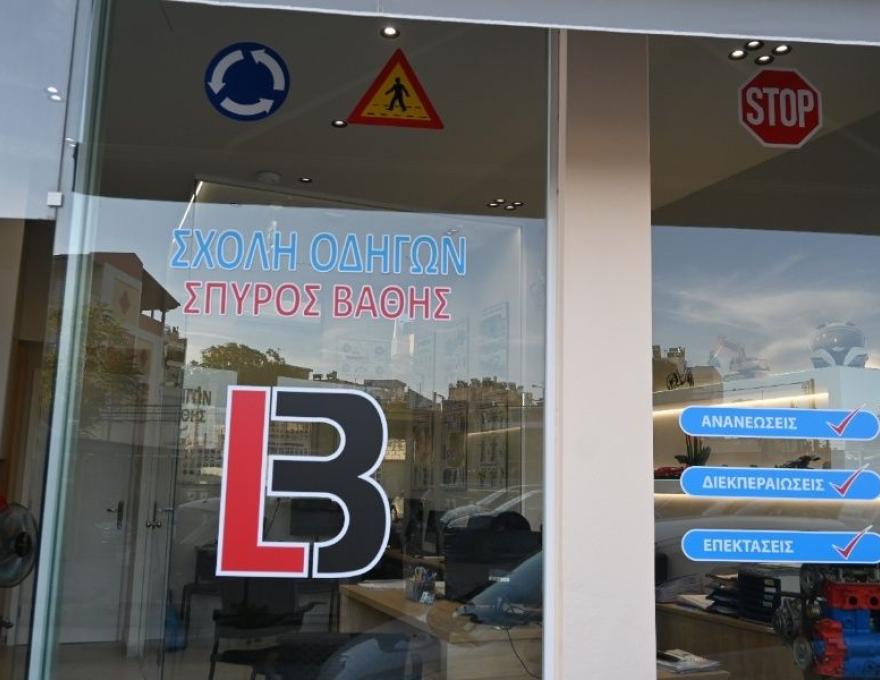 STOP
ΣΧΟΛΗ ΟΔΗΓΩΝ
ΣΠΥΡΟΣ ΒΑΘΗΣ
LB
ΑΝΑΝΕΩΣΕΙΣ
ΔΙΕΚΠΕΡΑΙΩΣΕΙΣ
ΕΠΕΚΤΑΣΕΙΣ